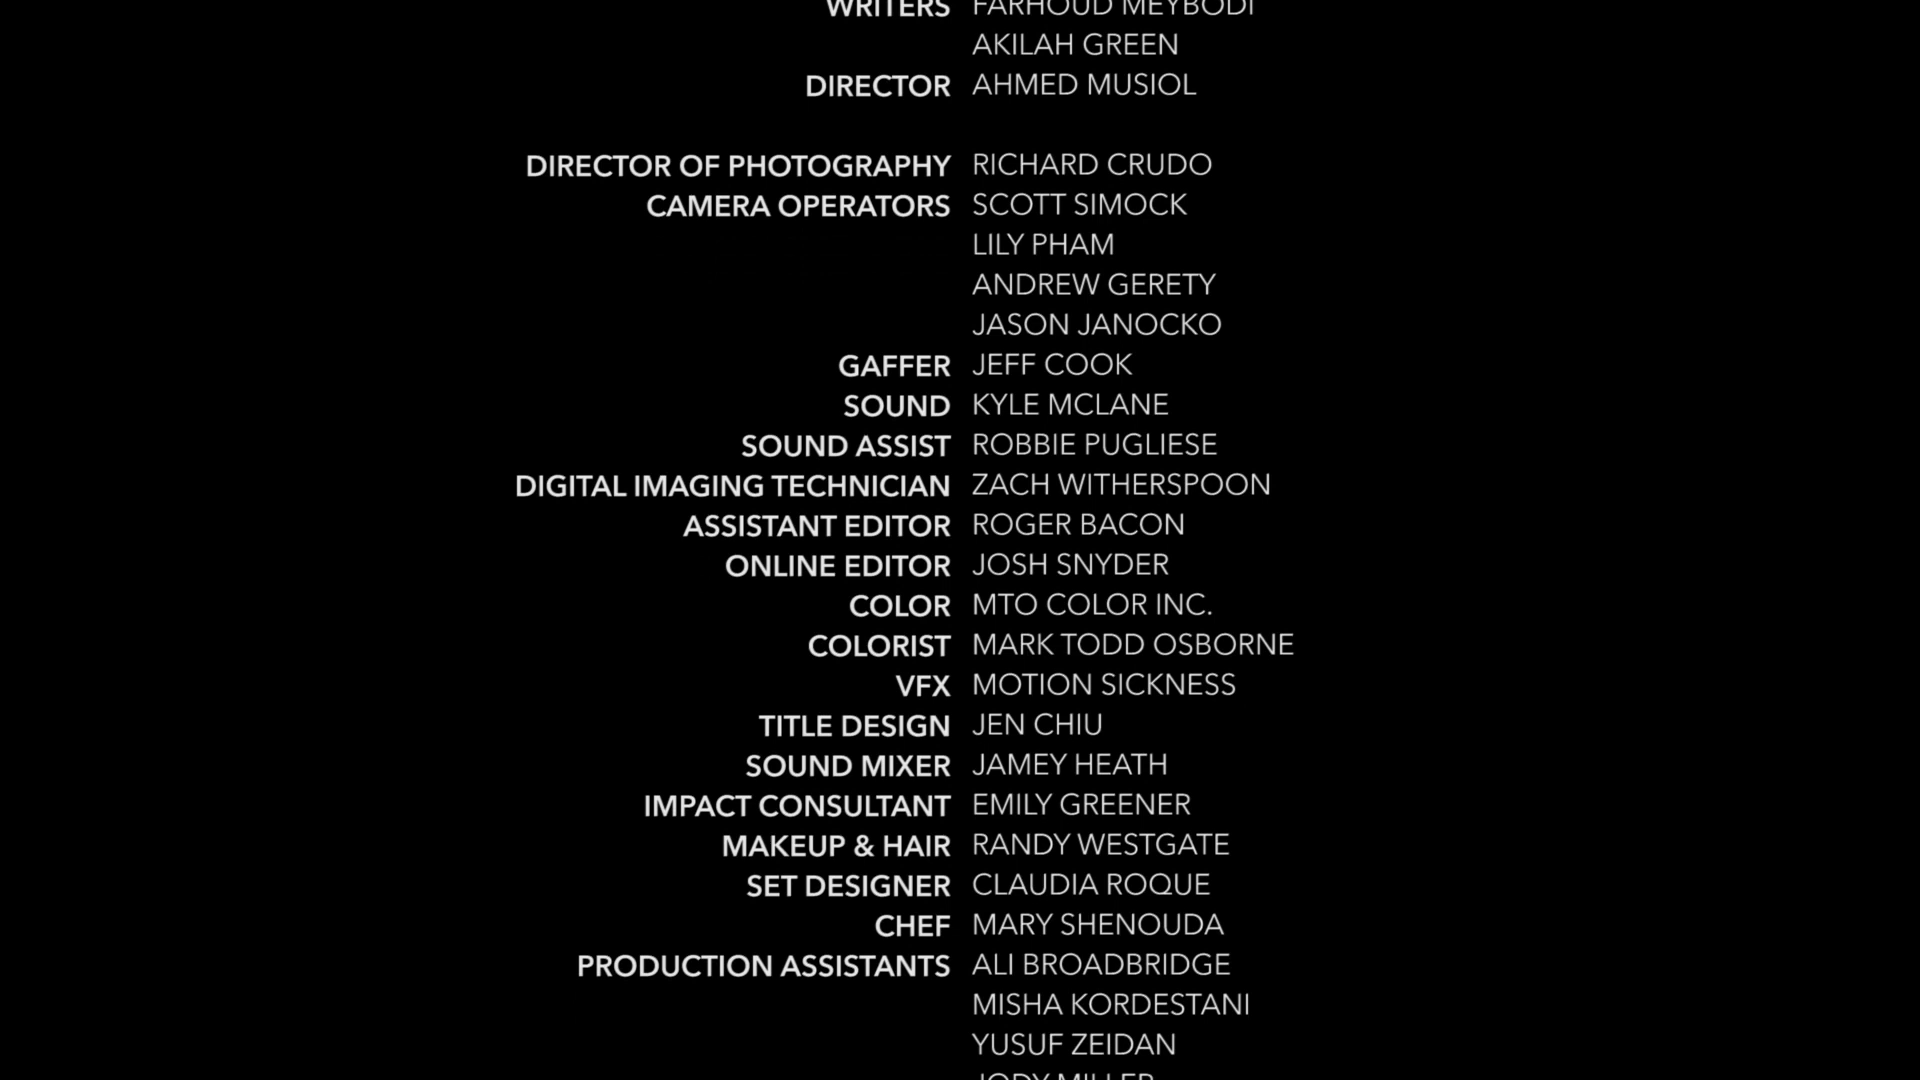 WRITERS FARHOUD MEYBODI
AKILAH GREEN
DIRECTOR AHMED MUSIOL
DIRECTOR OF PHOTOGRAPHY RICHARD CRUDO
CAMERA OPERATORS SCOTT SIMOCK
LILY PHAM
ANDREW GERETY
JASON JANOCKO
GAFFER JEFF COOK
SOUND KYLE MCLANE
SOUND ASSIST ROBBIE PUGLIESE
DIGITAL IMAGING TECHNICIAN ZACH WITHERSPOON
ASSISTANT EDITOR ROGER BACON
ONLINE EDITOR JOSH SNYDER
COLOR MTO COLOR INC.
COLORIST MARK TODD OSBORNE
VFX MOTION SICKNESS
TITLE DESIGN JEN CHIU
SOUND MIXER JAMEY HEATH
IMPACT CONSULTANT EMILY GREENER
MAKEUP & HAIR RANDY WESTGATE
SET DESIGNER CLAUDIA ROQUE
CHEF MARY SHENOUDA
PRODUCTION ASSISTANTS ALI BROADBRIDGE
MISHA KORDESTANI
YUSUF ZEIDAN
JODY MILLER